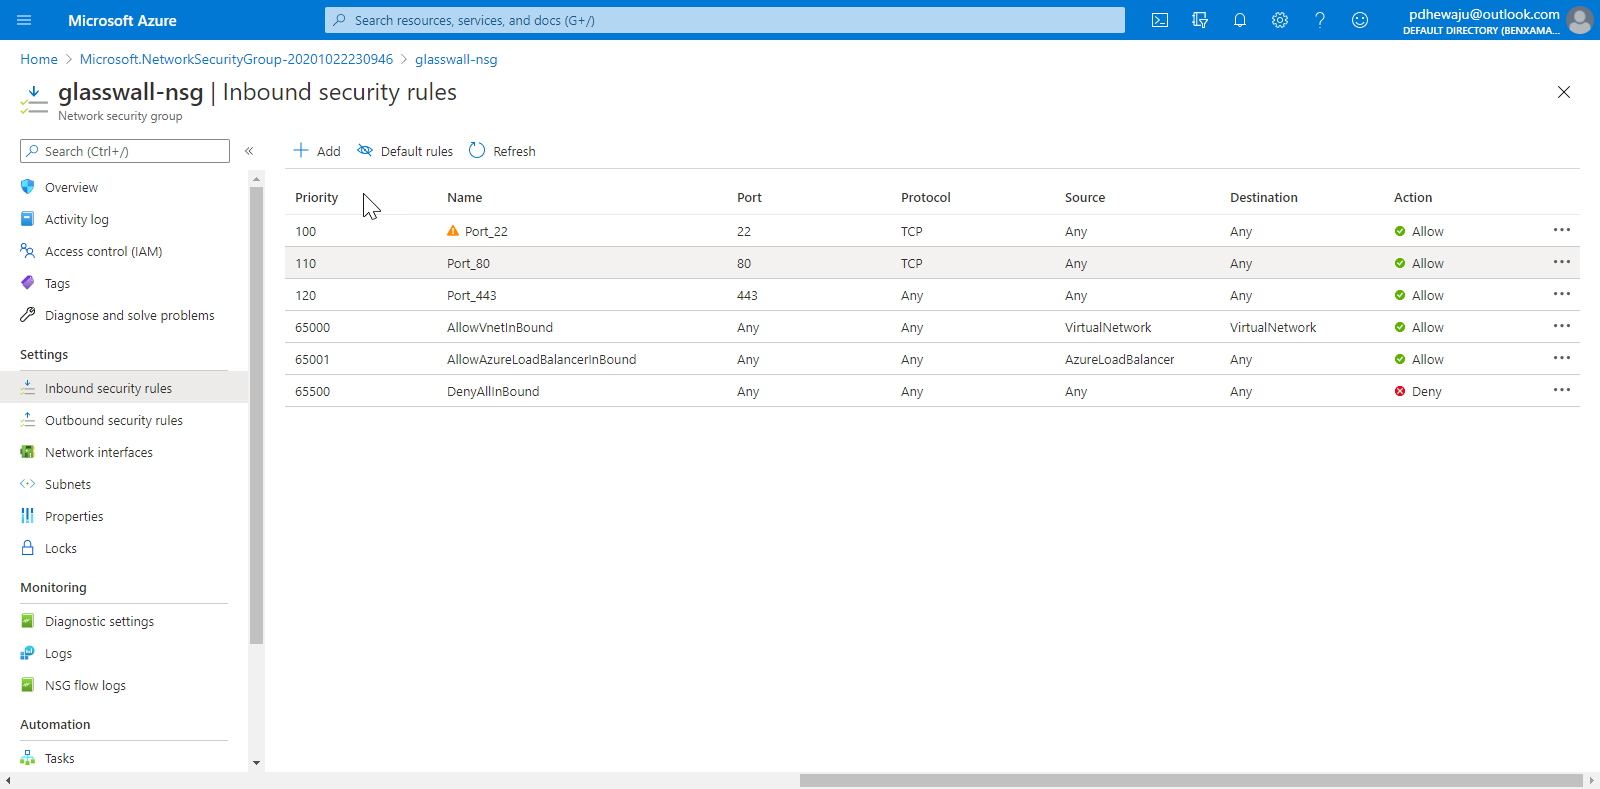 Microsoft Azure
Search resources, services, and docs (G+/)
pdhewaju@outlook.com
DEFAULT DIRECTORY (BENXAMA...
Home > Microsoft.NetworkSecurityGroup-20201022230946 > glasswall-nsg
glasswall-nsg | Inbound security rules
Network security group
Search (Ctrl+/)
Overview
Activity log
Access control (IAM)
Tags
Diagnose and solve problems
Settings
Inbound security rules
Outbound security rules
Network interfaces
Subnets
Properties
Locks
Monitoring
Diagnostic settings
Logs
NSG flow logs
Automation
Tasks
Add Default rules Refresh
Priority Name Port Protocol Source Destination Action
100 Port_22 22 TCP Any Any Allow
110 Port_80 80 TCP Any Any Allow
120 Port_443 443 Any Any Any Allow
65000 AllowVnetInBound Any Any VirtualNetwork VirtualNetwork Allow
65001 AllowAzureLoadBalancerInBound Any Any AzureLoadBalancer Any Allow
65500 DenyAllInBound Any Any Any Any Deny